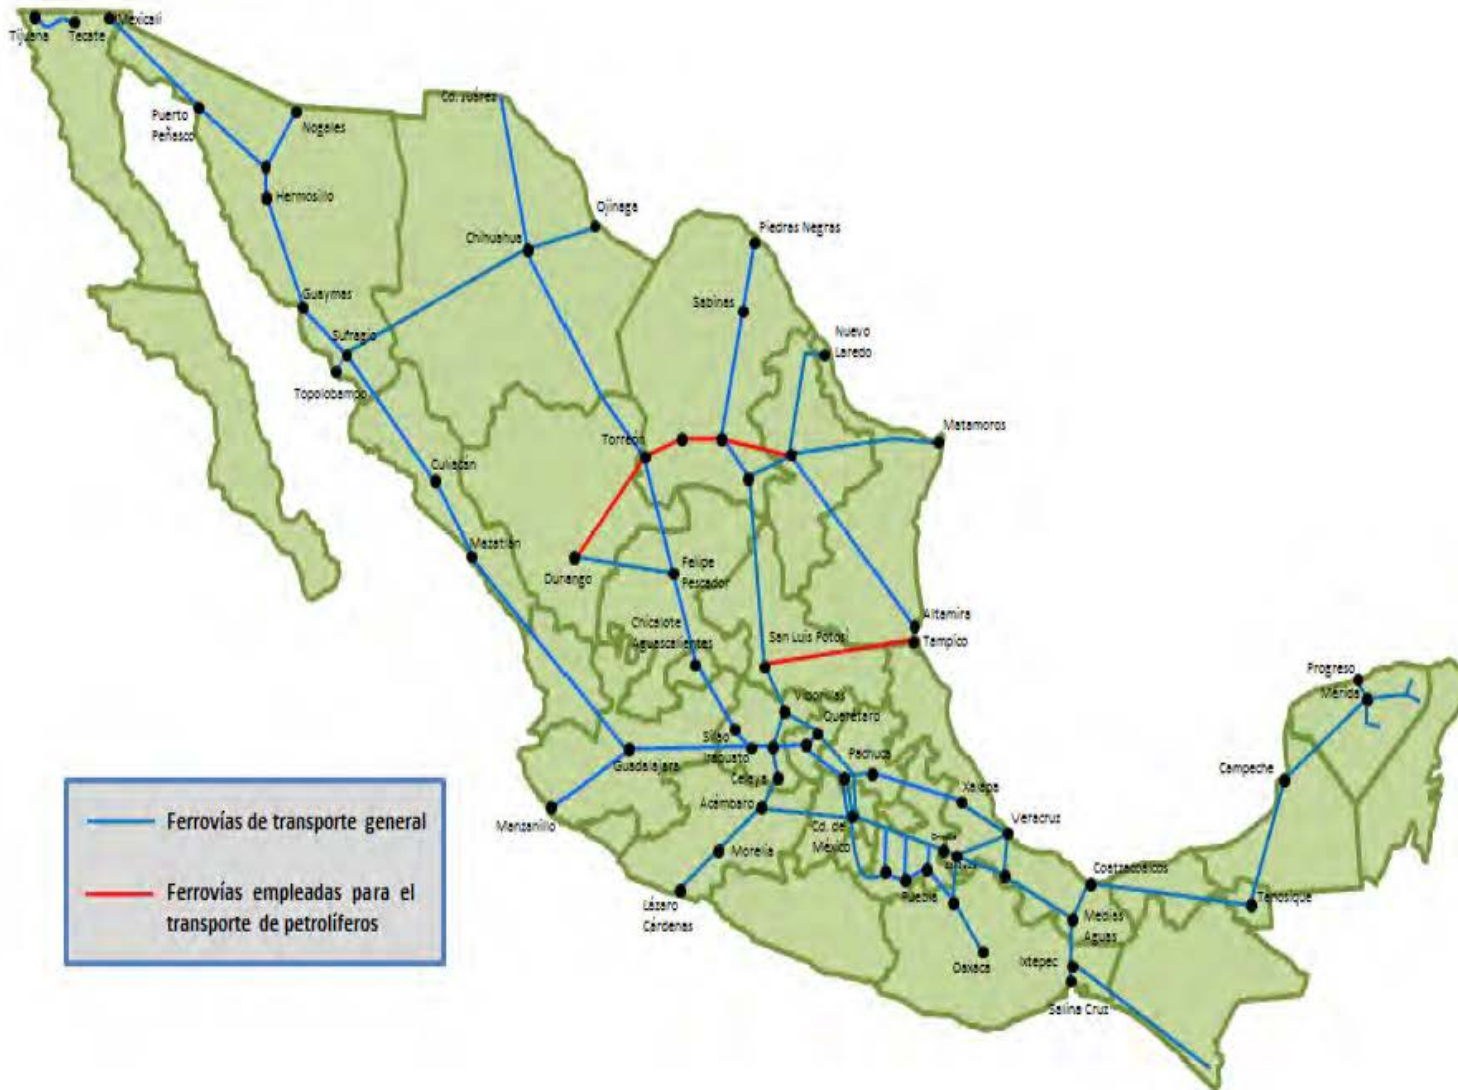 Mexicali
Tijuana
Tecate
Puerto
Peñasco
Nogales
Cd. Juárez
Hermosillo
Ojinaga
Chihuahua
Piedras Negras
Sabinas
Guaymas
Sufragio
Nuevo
Laredo
Topolobampo
Matamoros
Torreón
Culiacán
Mazatlán
Durango
Felipe
Pescador
Chicalote
Aguascalientes
San Luis Potosí
Altamira
Tampico
Progreso
Mérida
Viborillas
Querétaro
Silao
Irapuato
Guadalajara
Pachuca
Celaya
Campeche
Xalapa
Acámbaro
Manzanillo
Cd. del
México
Veracruz
Morelia
Coatzacoalcos
Puebla
Lázaro
Cárdenas
Tenosique
Medias
Aguas
Oaxaca
Ixtepec
Salina Cruz
Ferrovías de transporte general
Ferrovías empleadas para el
transporte de petrolíferos